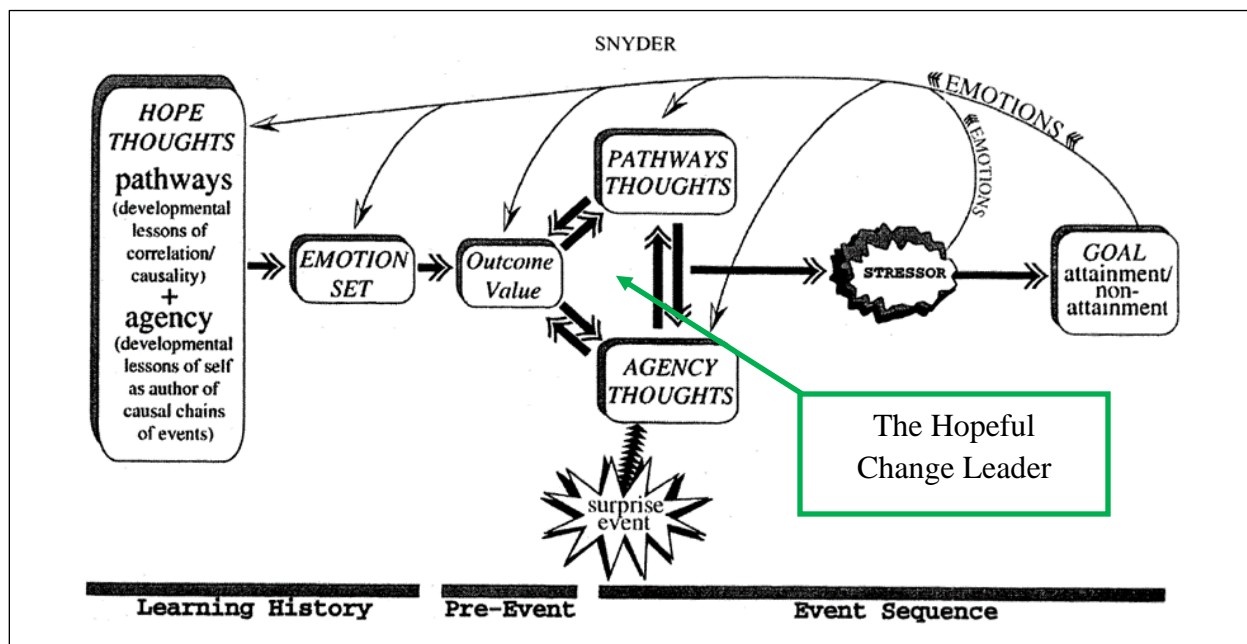 SNYDER
HOPE
THOUGHTS
pathways
(developmental
lessons of
correlation/
causality)
+
agency
(developmental
lessons of self
as author of
causal chains
of events)
EMOTION
SET
Outcome
Value
PATHWAYS
THOUGHTS
AGENCY
THOUGHTS
surprise
event
STRESSOR
EMOTIONS
EMOTIONS
GOAL
attainment/
non-
attainment
The Hopeful
Change Leader
Learning History
Pre-Event
Event Sequence